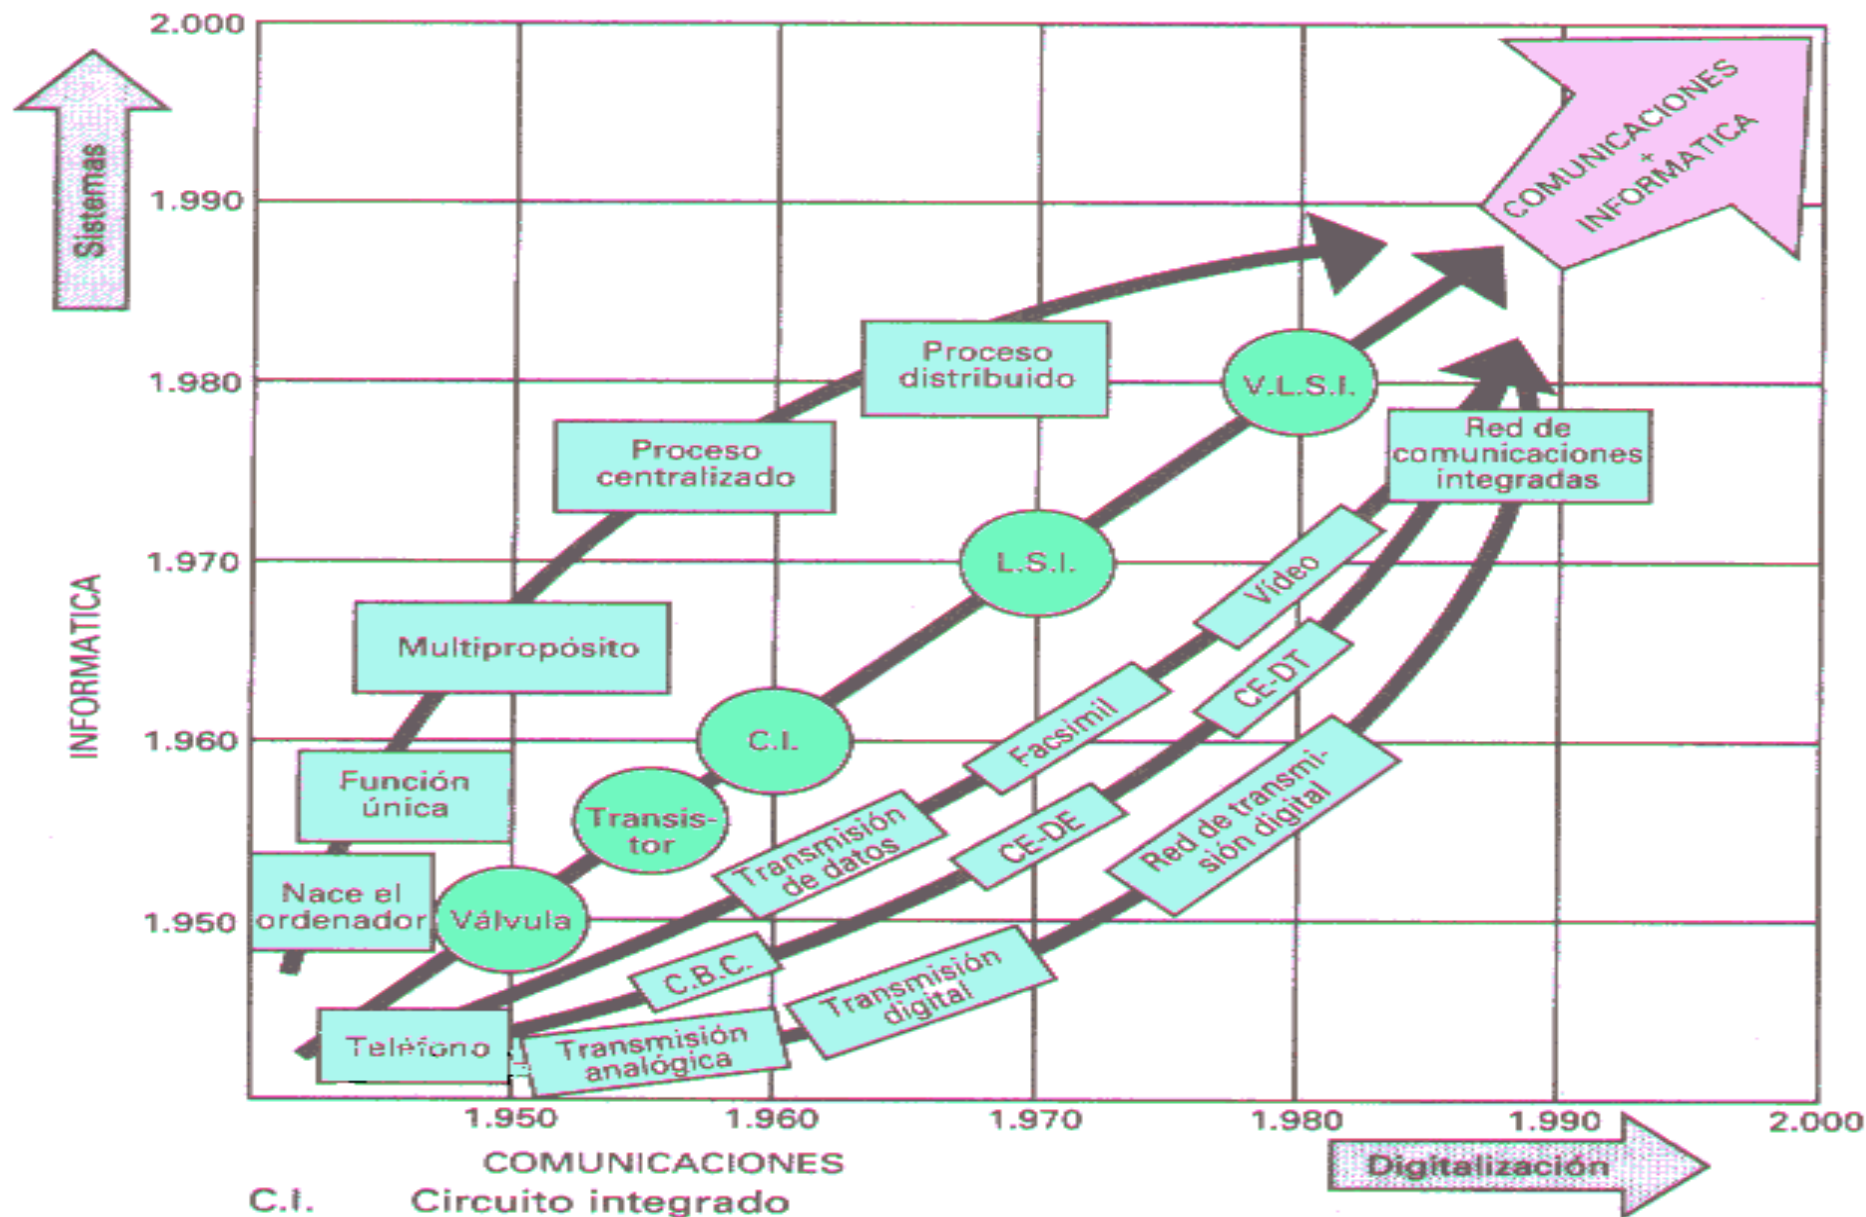 2.000
1.990
1.980
1.970
1.960
1.950
Sistemas
INFORMATICA
COMUNICACIONES
+
INFORMATICA
Proceso
distribuido
Proceso
centralizado
Multipropósito
Función
única
Nace el
ordenador
V.L.S.I.
L.S.I.
C.I.
Transis-
tor
Válvula
Red de
comunicaciones
integradas
Vídeo
Facsímil
Transmisión
de datos
CE-DT
CE-DE
C.B.C.
Red de transmi-
sión digital
Transmisión
digital
Transmisión
analógica
Teléfono
1.950
1.960
1.970
1.980
1.990
2.000
COMUNICACIONES
Digitalización
C.I. Circuito integrado